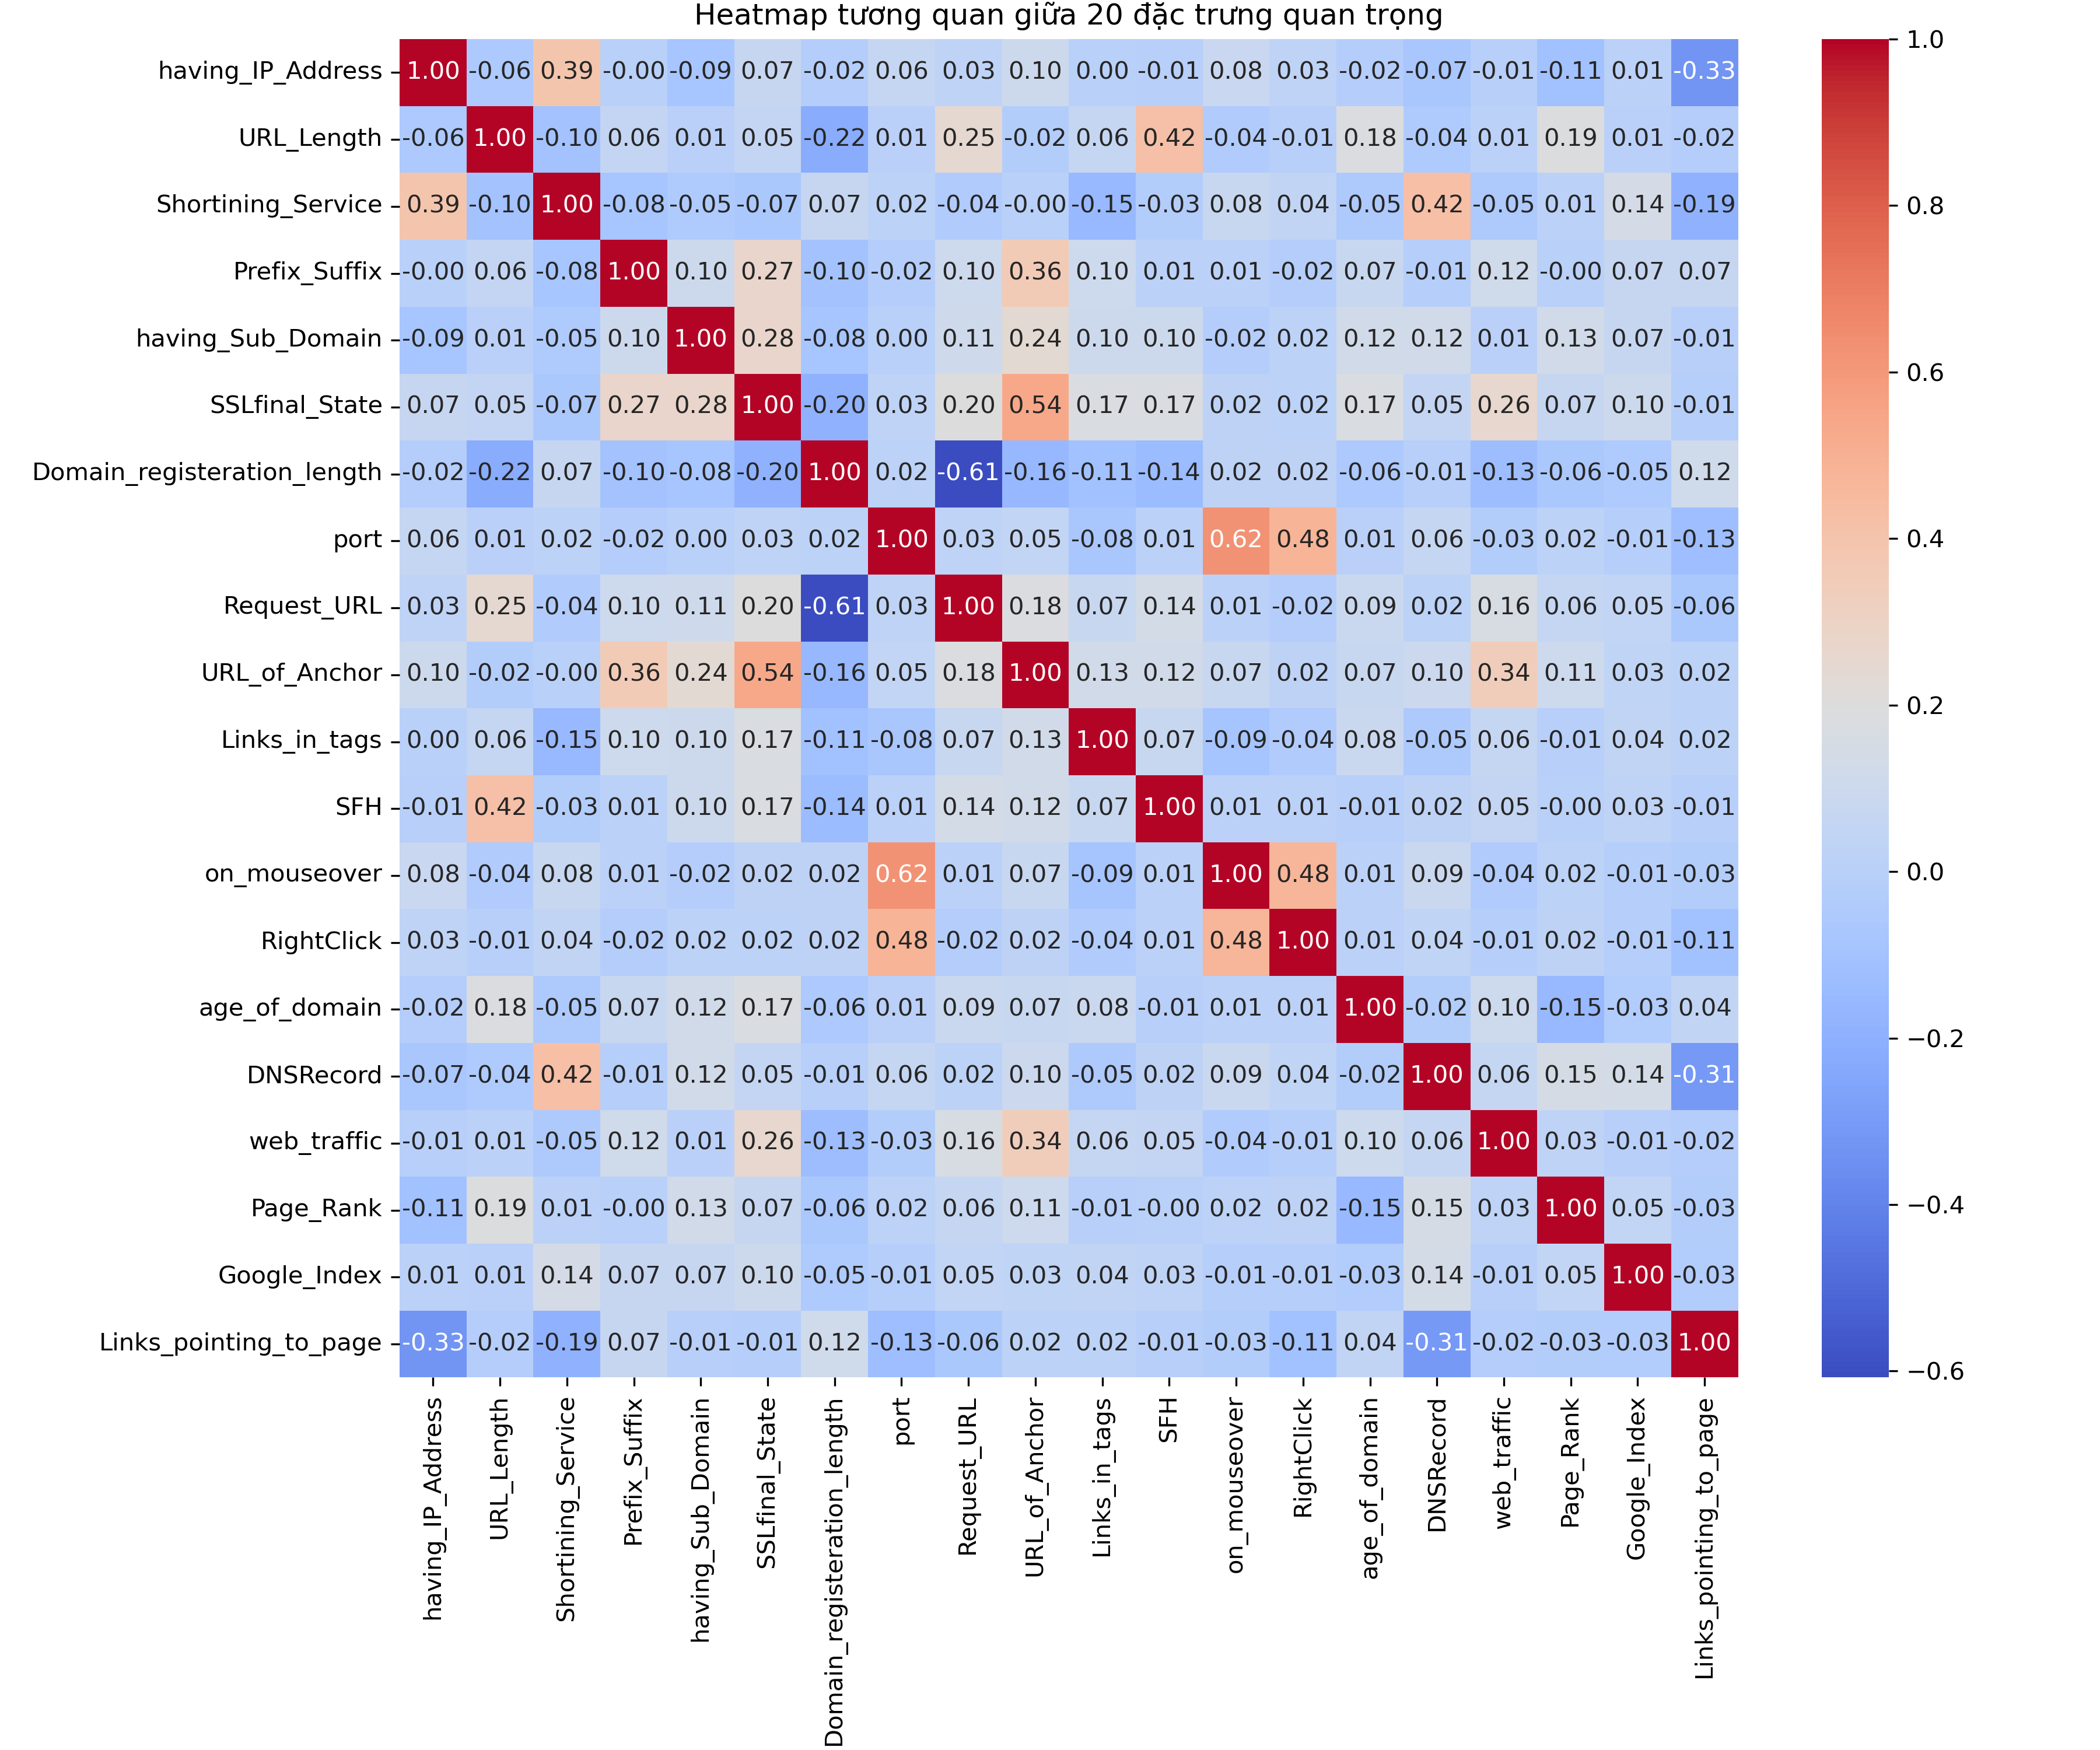 Heatmap tương quan giữa 20 đặc trưng quan trọng
having_IP_Address 1.00 -0.06 0.39 -0.00 -0.09 0.07 -0.02 0.06 0.03 0.10 0.00 -0.01 0.08 0.03 -0.02 -0.07 -0.01 -0.11 0.01 -0.33
URL_Length -0.06 1.00 -0.10 0.06 0.01 0.05 -0.22 0.01 0.25 -0.02 0.06 0.42 -0.04 -0.01 0.18 -0.04 0.01 0.19 0.01 -0.02
Shortining_Service 0.39 -0.10 1.00 -0.08 -0.05 -0.07 0.07 0.02 -0.04 -0.00 -0.15 -0.03 0.08 0.04 -0.05 0.42 -0.05 0.01 0.14 -0.19
Prefix_Suffix -0.00 0.06 -0.08 1.00 0.10 0.27 -0.10 -0.02 0.10 0.36 0.10 0.01 0.01 -0.02 0.07 -0.01 0.12 -0.00 0.07 0.07
having_Sub_Domain -0.09 0.01 -0.05 0.10 1.00 0.28 -0.08 0.00 0.11 0.24 0.10 0.10 -0.02 0.02 0.12 0.12 0.01 0.13 0.07 -0.01
SSLfinal_State 0.07 0.05 -0.07 0.27 0.28 1.00 -0.20 0.03 0.20 0.54 0.17 0.17 0.02 0.02 0.17 0.05 0.26 0.07 0.10 -0.01
Domain_registeration_length -0.02 -0.22 0.07 -0.10 -0.08 -0.20 1.00 0.02 -0.61 -0.16 -0.11 -0.14 0.02 0.02 -0.06 -0.01 -0.13 -0.06 -0.05 0.12
port 0.06 0.01 0.02 -0.02 0.00 0.03 0.02 1.00 0.03 0.05 -0.08 0.01 0.62 0.48 0.01 0.06 -0.03 0.02 -0.01 -0.13
Request_URL 0.03 0.25 -0.04 0.10 0.11 0.20 -0.61 0.03 1.00 0.18 0.07 0.14 0.01 -0.02 0.09 0.02 0.16 0.06 0.05 -0.06
URL_of_Anchor 0.10 -0.02 -0.00 0.36 0.24 0.54 -0.16 0.05 0.18 1.00 0.13 0.12 0.07 0.02 0.07 0.10 0.34 0.11 0.03 0.02
Links_in_tags 0.00 0.06 -0.15 0.10 0.10 0.17 -0.11 -0.08 0.07 0.13 1.00 0.07 -0.09 -0.04 0.08 -0.05 0.06 -0.01 0.04 0.02
SFH -0.01 0.42 -0.03 0.01 0.10 0.17 -0.14 0.01 0.14 0.12 0.07 1.00 0.01 0.01 -0.01 0.02 0.05 -0.00 0.03 -0.01
on_mouseover 0.08 -0.04 0.08 0.01 -0.02 0.02 0.02 0.62 0.01 0.07 -0.09 0.01 1.00 0.48 0.01 0.09 -0.04 0.02 -0.01 -0.03
RightClick 0.03 -0.01 0.04 -0.02 0.02 0.02 0.02 0.48 -0.02 0.02 -0.04 0.01 0.48 1.00 0.01 0.04 -0.01 0.02 -0.01 -0.11
age_of_domain -0.02 0.18 -0.05 0.07 0.12 0.17 -0.06 0.01 0.09 0.07 0.08 -0.01 0.01 0.01 1.00 -0.02 0.10 -0.15 -0.03 0.04
DNSRecord -0.07 -0.04 0.42 -0.01 0.12 0.05 -0.01 0.06 0.02 0.10 -0.05 0.02 0.09 0.04 -0.02 1.00 0.06 0.15 0.14 -0.31
web_traffic -0.01 0.01 -0.05 0.12 0.01 0.26 -0.13 -0.03 0.16 0.34 0.06 0.05 -0.04 -0.01 0.10 0.06 1.00 0.03 -0.01 -0.02
Page_Rank -0.11 0.19 0.01 -0.00 0.13 0.07 -0.06 0.02 0.06 0.11 -0.01 -0.00 0.02 0.02 -0.15 0.15 0.03 1.00 0.05 -0.03
Google_Index 0.01 0.01 0.14 0.07 0.07 0.10 -0.05 -0.01 0.05 0.03 0.04 0.03 -0.01 -0.01 -0.03 0.14 -0.01 0.05 1.00 -0.03
Links_pointing_to_page -0.33 -0.02 -0.19 0.07 -0.01 -0.01 0.12 -0.13 -0.06 0.02 0.02 -0.01 -0.03 -0.11 0.04 -0.31 -0.02 -0.03 -0.03 1.00
having_IP_Address
URL_Length
Shortining_Service
Prefix_Suffix
having_Sub_Domain
SSLfinal_State
Domain_registeration_length
port
Request_URL
URL_of_Anchor
Links_in_tags
SFH
on_mouseover
RightClick
age_of_domain
DNSRecord
web_traffic
Page_Rank
Google_Index
Links_pointing_to_page
1.0
0.8
0.6
0.4
0.2
0.0
−0.2
−0.4
−0.6